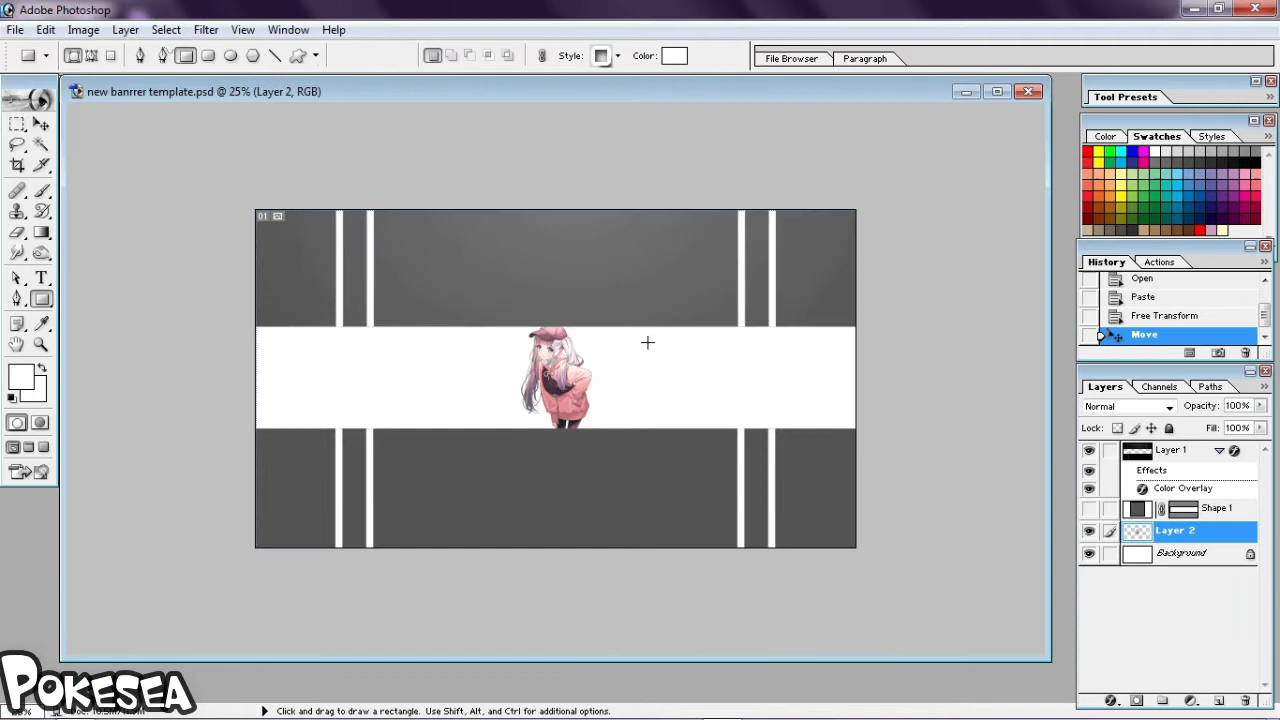 Adobe Photoshop
File Edit Image Layer Select Filter View Window Help
Style: Color: File Browser Paragraph
new banrrer template.psd @ 25% (Layer 2, RGB)
Tool Presets
Color Swatches Styles
01
History Actions
Open
Paste
Free Transform
Move
Layers Channels Paths
Normal Opacity: 100%
Lock: Fill: 100%
Layer 1
Effects
Color Overlay
Shape 1
Layer 2
Background
POKESEA
Click and drag to draw a rectangle. Use Shift, Alt, and Ctrl for additional options.